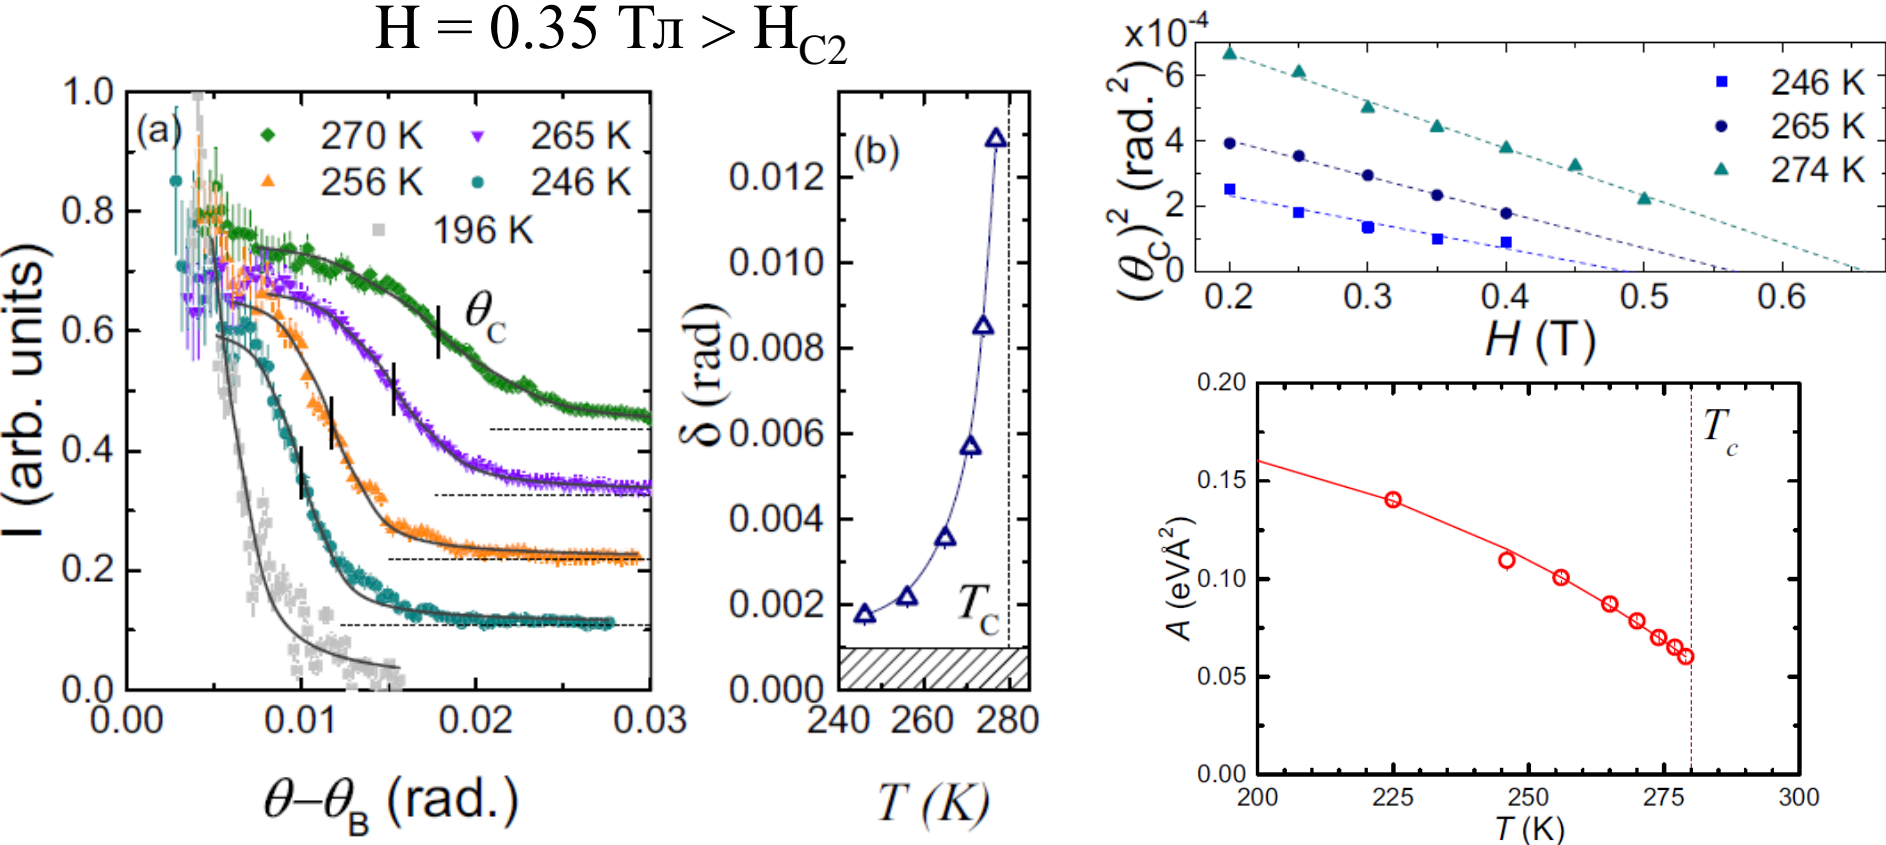 H = 0.35 Тл > H_C2
(a)
270 K
265 K
256 K
246 K
196 K
θ_C
1.0
0.8
0.6
0.4
0.2
0.0
I (arb. units)
0.00 0.01 0.02 0.03
θ–θ_B (rad.)
(b)
0.012
0.010
0.008
0.006
0.004
0.002
0.000
δ (rad)
T_C
240 260 280
T (K)
x10^-4
6
4
2
0
(θ_C)^2 (rad.^2)
246 K
265 K
274 K
0.2 0.3 0.4 0.5 0.6
H (T)
0.20
0.15
0.10
0.05
0.00
A (eVÅ^2)
T_c
200 225 250 275 300
T (K)